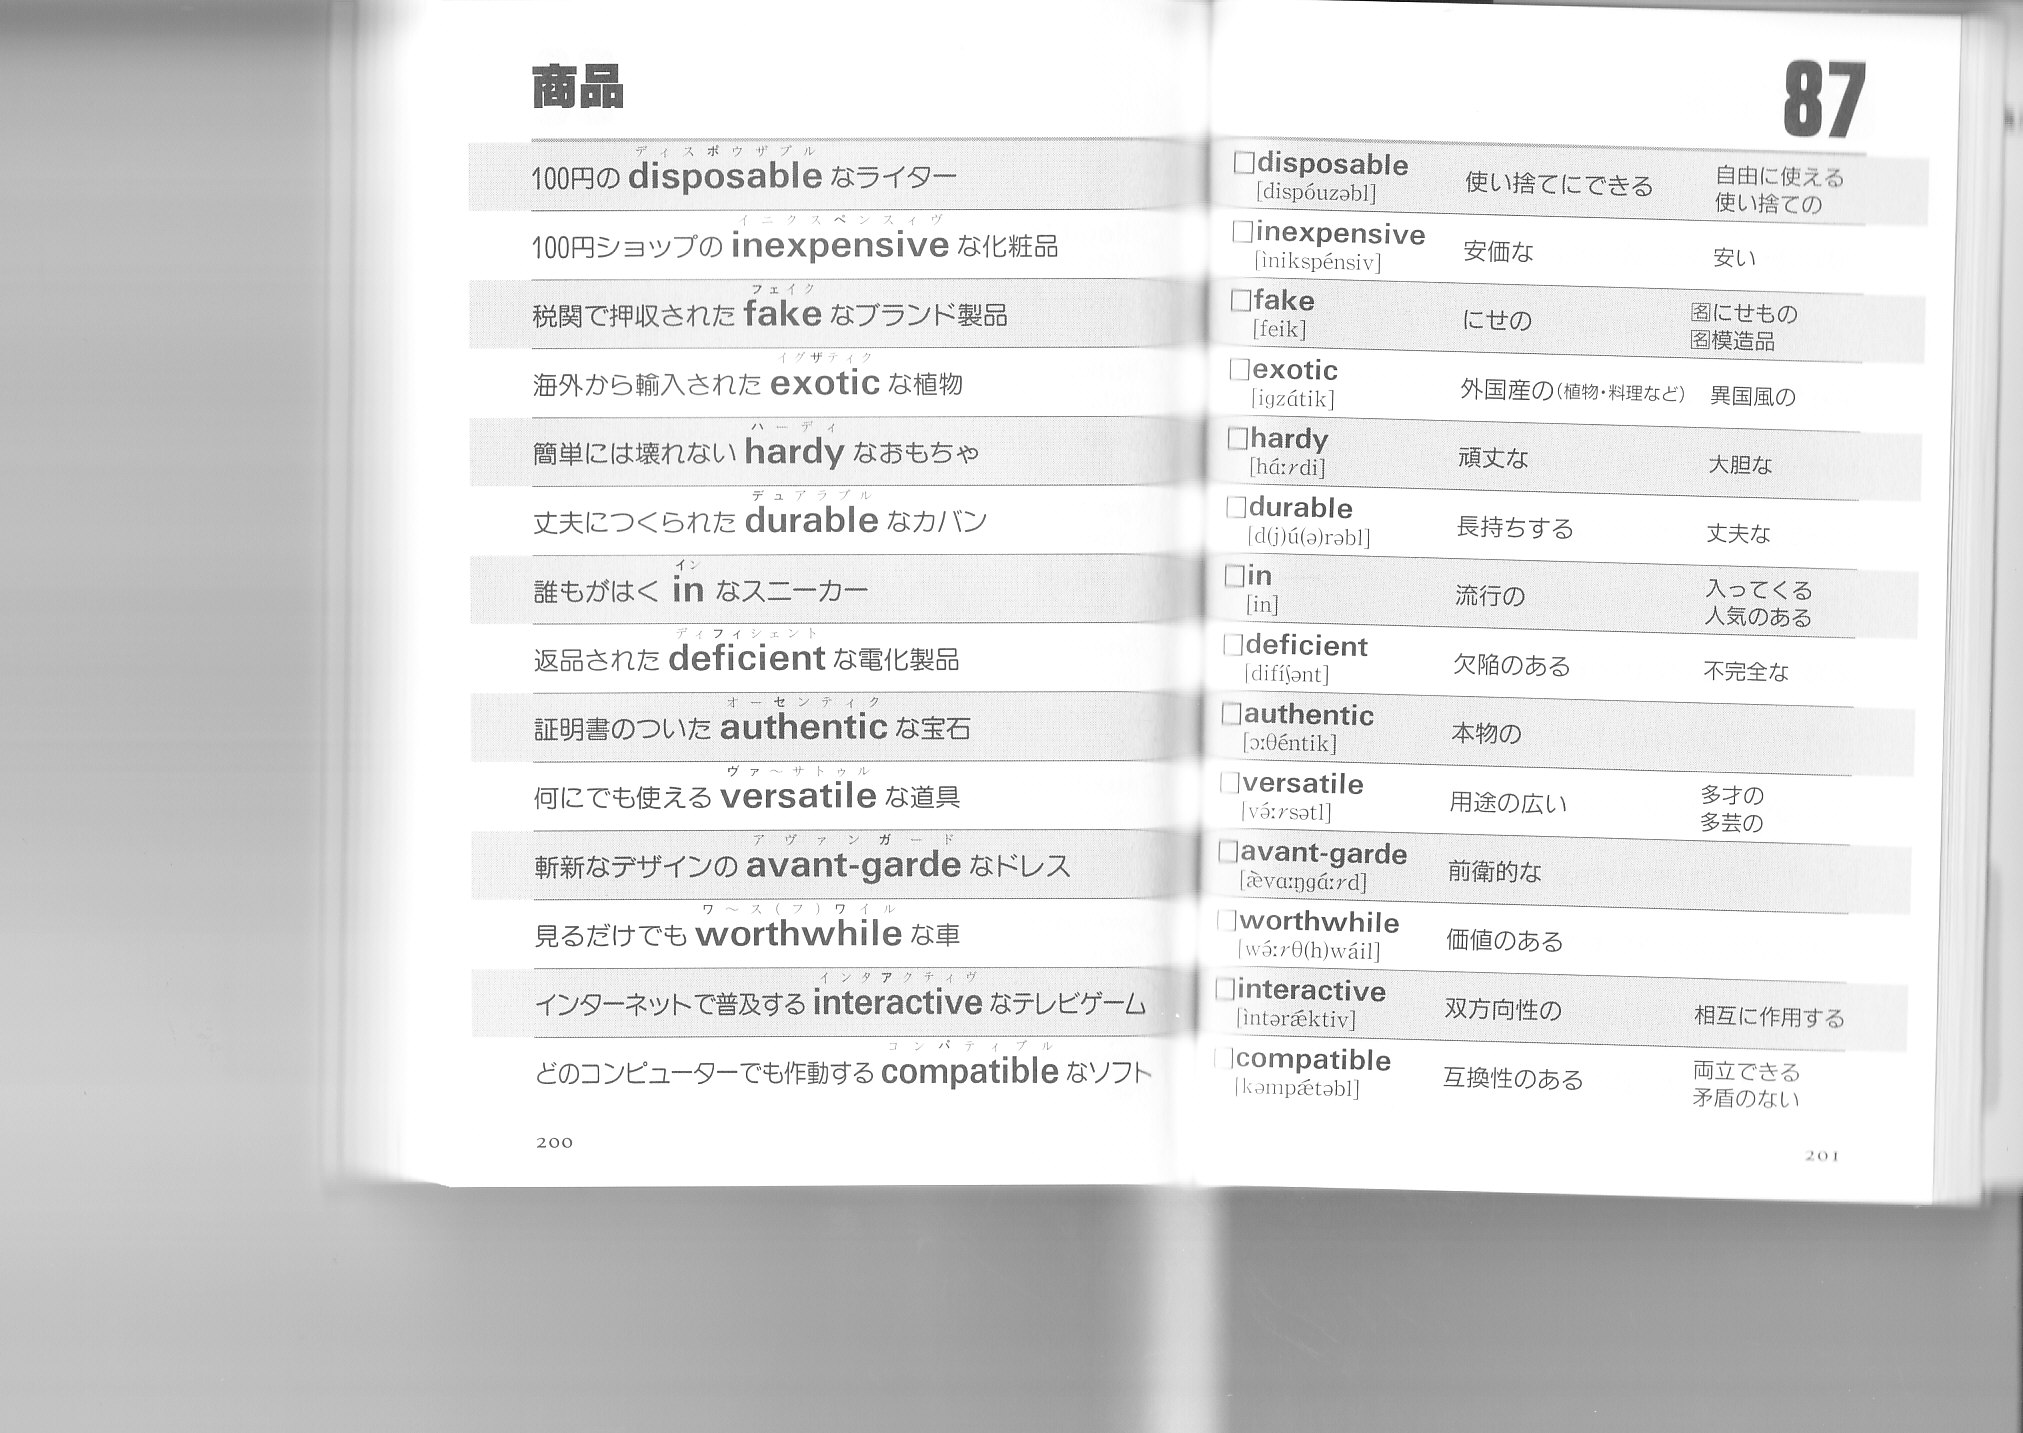 商品
ディスポウザブル
100円の disposable なライター
イニクスペンスィヴ
100円ショップの inexpensive な化粧品
フェイク
税関で押収された fake なブランド製品
イグザティク
海外から輸入された exotic な植物
ハーディ
簡単には壊れない hardy なおもちゃ
デュアラブル
丈夫につくられた durable なカバン
イン
誰もがはく in なスニーカー
ディフィシェント
返品された deficient な電化製品
オーセンティク
証明書のついた authentic な宝石
ヴァ〜サトゥル
何にでも使える versatile な道具
アヴァンガード
斬新なデザインの avant-garde なドレス
ワ〜ス(フ)ワイル
見るだけでも worthwhile な車
インタアクティヴ
インターネットで普及する interactive なテレビゲーム
コンパティブル
どのコンピューターでも作動する compatible なソフト
200
87
□disposable 使い捨てにできる 自由に使える
[dispóuzəbl] 使い捨ての
□inexpensive 安価な 安い
[ìnikspénsiv]
□fake にせの 名にせもの
[feik] 名模造品
□exotic 外国産の(植物・料理など) 異国風の
[igzátik]
□hardy 頑丈な 大胆な
[háːrdi]
□durable 長持ちする 丈夫な
[d(j)ú(ə)rəbl]
□in 流行の 入ってくる
[in] 人気のある
□deficient 欠陥のある 不完全な
[difíʃənt]
□authentic 本物の
[ɔːθéntik]
□versatile 用途の広い 多才の
[və́ːrsətl] 多芸の
□avant-garde 前衛的な
[æ̀vɑːŋgáːrd]
□worthwhile 価値のある
[wə́ːrθ(h)wáil]
□interactive 双方向性の 相互に作用する
[ìntərǽktiv]
□compatible 互換性のある 両立できる
[kəmpǽtəbl] 矛盾のない
201